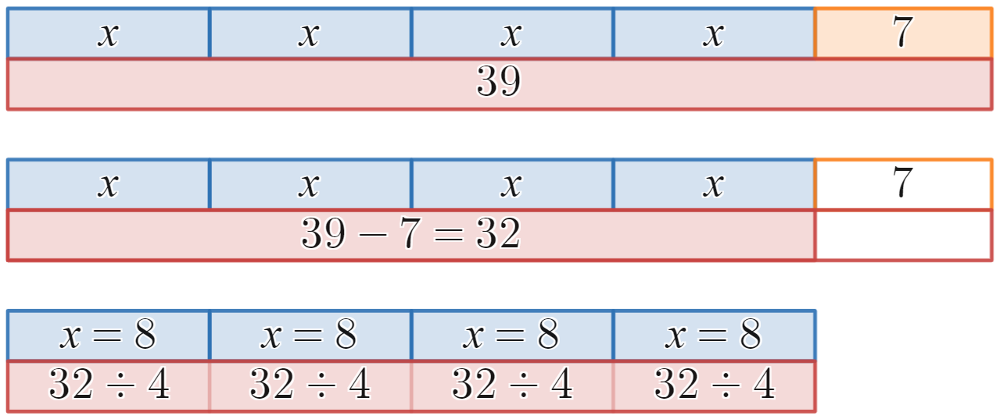 x x x x 7
39
x x x x 7
39 − 7 = 32
x = 8 x = 8 x = 8 x = 8
32 ÷ 4 32 ÷ 4 32 ÷ 4 32 ÷ 4